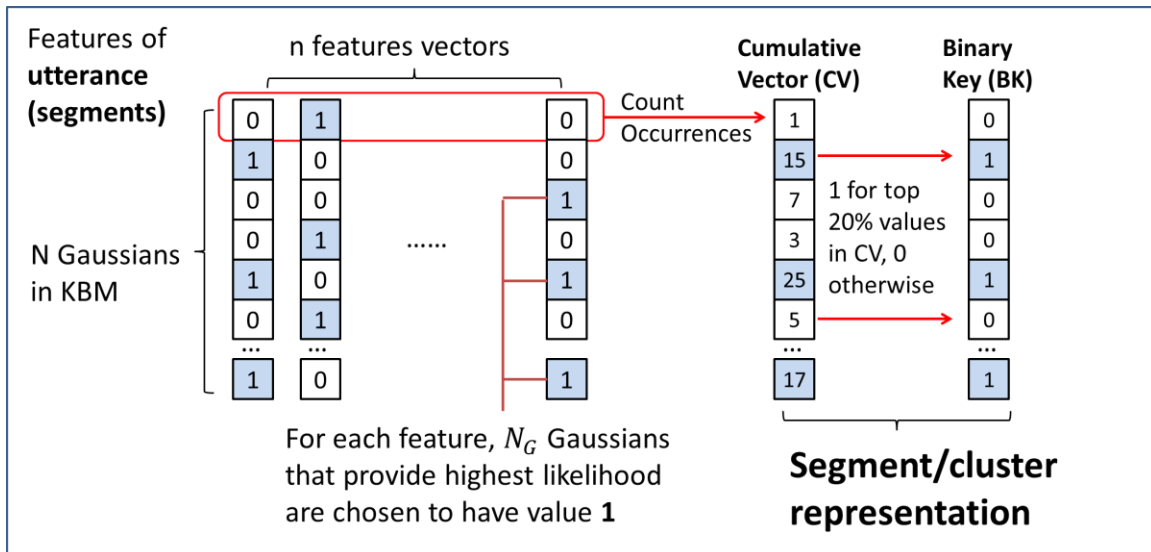 Features of
utterance
(segments)
n features vectors
Cumulative
Vector (CV)
Binary
Key (BK)
N Gaussians
in KBM
0
1
0
0
1
0
...
1
1
0
0
1
0
1
...
0
......
0
0
1
0
1
0
1
Count
Occurrences
1
15
7
3
25
5
...
17
1 for top
20% values
in CV, 0
otherwise
0
1
0
0
1
0
...
1
For each feature, N_G Gaussians
that provide highest likelihood
are chosen to have value 1
Segment/cluster
representation